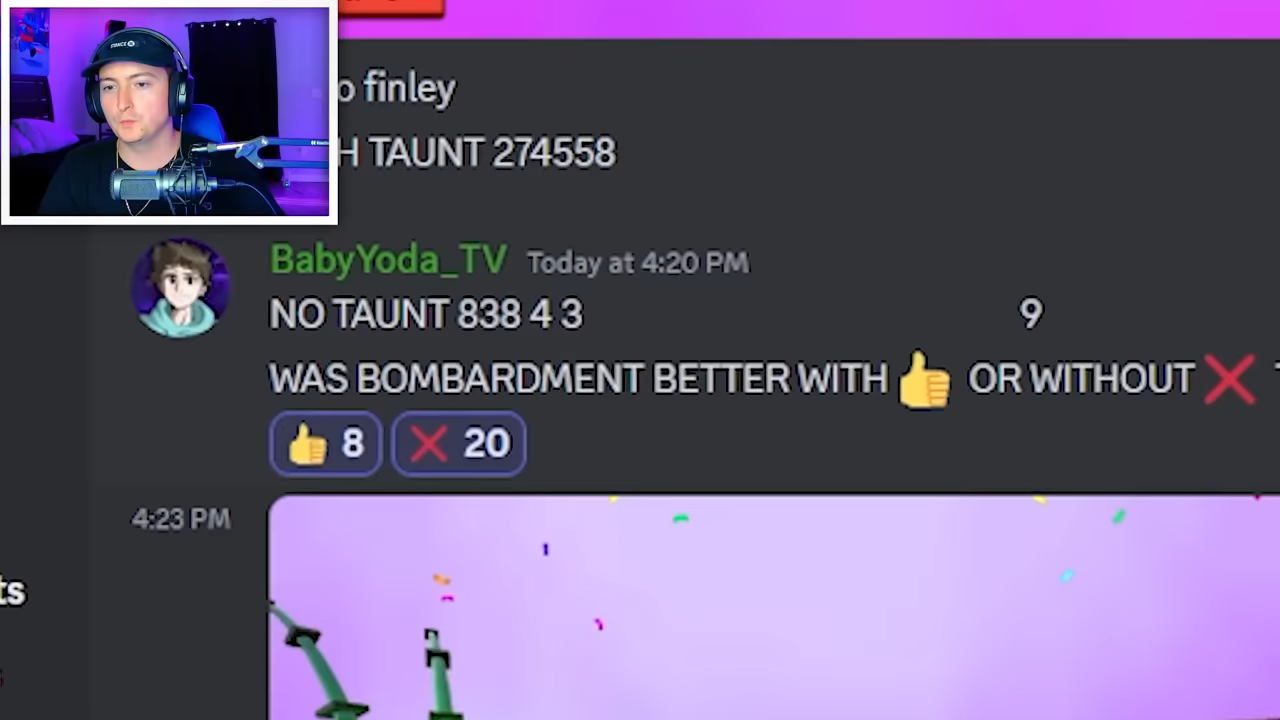 o finley
H TAUNT 274558
BabyYoda_TV Today at 4:20 PM
NO TAUNT 838 4 3 9
WAS BOMBARDMENT BETTER WITH 👍 OR WITHOUT ❌
👍 8 ❌ 20
4:23 PM
ts
STANCE